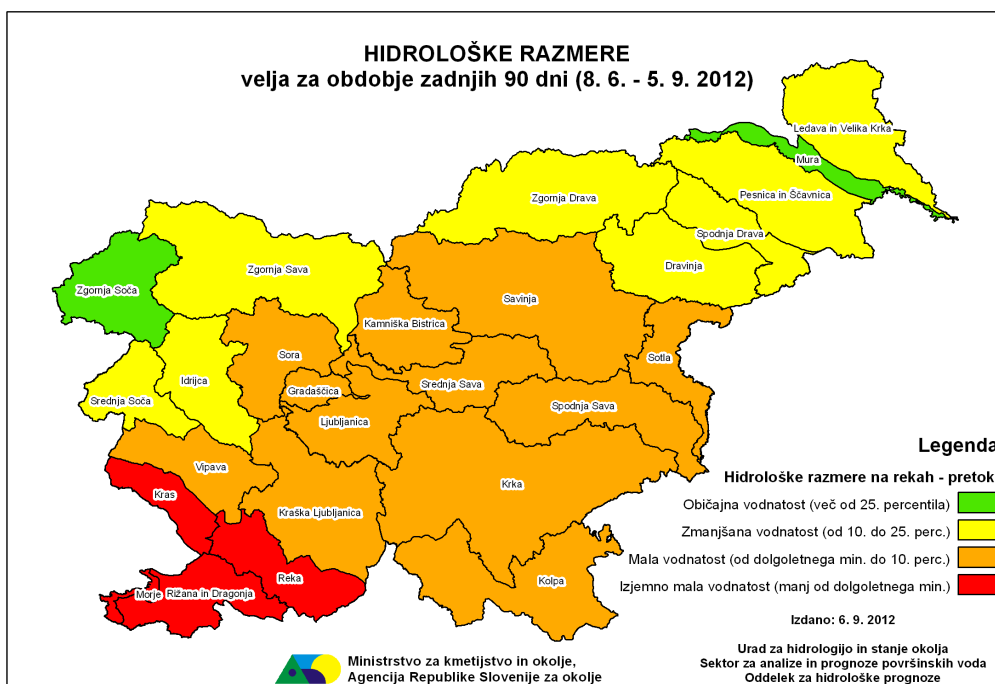 HIDROLOŠKE RAZMERE
velja za obdobje zadnjih 90 dni (8. 6. - 5. 9. 2012)
Ledava in Velika Krka
Mura
Pesnica in Ščavnica
Zgornja Drava
Spodnja Drava
Dravinja
Zgornja Sava
Zgornja Soča
Savinja
Kamniška Bistrica
Sora
Sotla
Idrijca
Gradaščica
Srednja Sava
Srednja Soča
Spodnja Sava
Ljubljanica
Vipava
Krka
Kras
Kraška Ljubljanica
Reka
Kolpa
Morje
Rižana in Dragonja
Legenda
Hidrološke razmere na rekah - pretok
Običajna vodnatost (več od 25. percentila)
Zmanjšana vodnatost (od 10. do 25. perc.)
Mala vodnatost (od dolgoletnega min. do 10. perc.)
Izjemno mala vodnatost (manj od dolgoletnega min.)
Izdano: 6. 9. 2012
Urad za hidrologijo in stanje okolja
Sektor za analize in prognoze površinskih voda
Oddelek za hidrološke prognoze
Ministrstvo za kmetijstvo in okolje,
Agencija Republike Slovenije za okolje